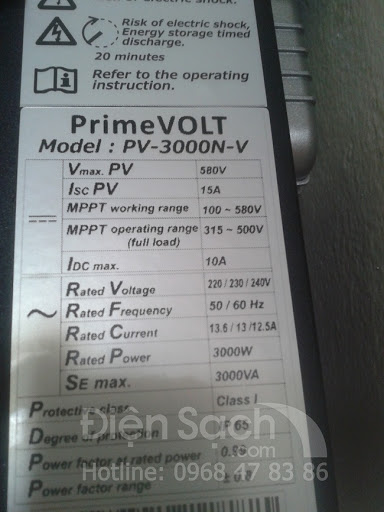 Risk of electric shock,
Energy storage timed
discharge.
20 minutes
Refer to the operating
instruction.
PrimeVOLT
Model : PV-3000N-V
Vmax. PV 580V
Isc PV 15A
MPPT working range 100 ~ 580V
MPPT operating range 315 ~ 500V
(full load)
IDC max. 10A
Rated Voltage 220 / 230 / 240V
Rated Frequency 50 / 60 Hz
Rated Current 13.6 / 13 /12.5A
Rated Power 3000W
SE max. 3000VA
Protective class Class I
Degree of protection IP 65
Power factor at rated power 0.99
Power factor range
Điện Sạch
Hotline: 0968 47 83 86